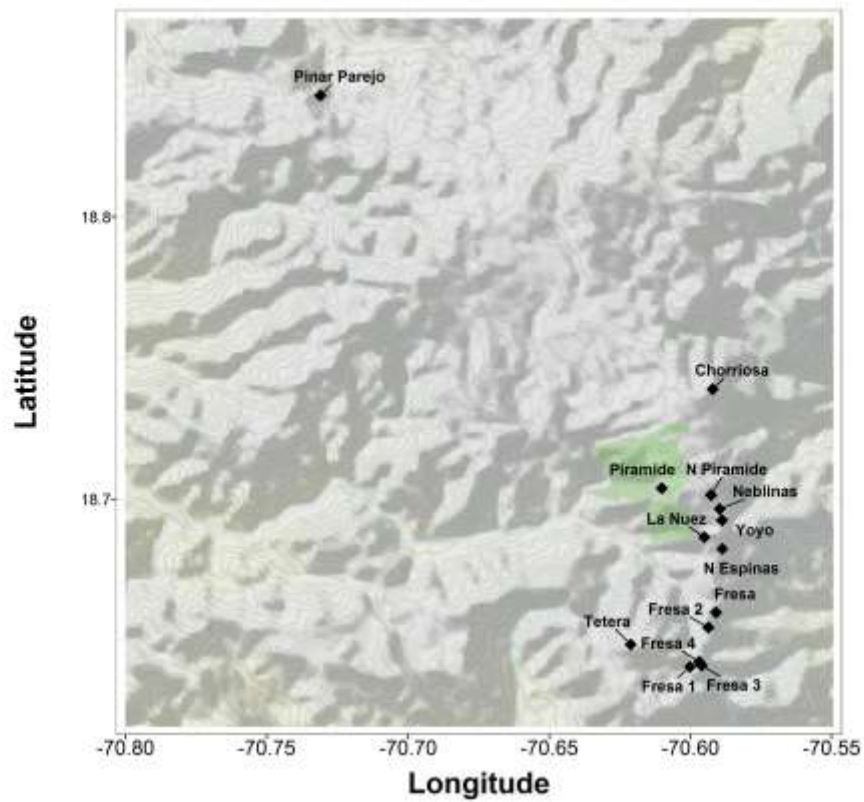 Pinar Parejo
18.8
Latitude
Chorriosa
Piramide N Piramide
Neblinas
18.7
La Nuez
Yoyo
N Espinas
Fresa
Fresa 2
Tetera
Fresa 4
Fresa 1 Fresa 3
-70.80 -70.75 -70.70 -70.65 -70.60 -70.55
Longitude